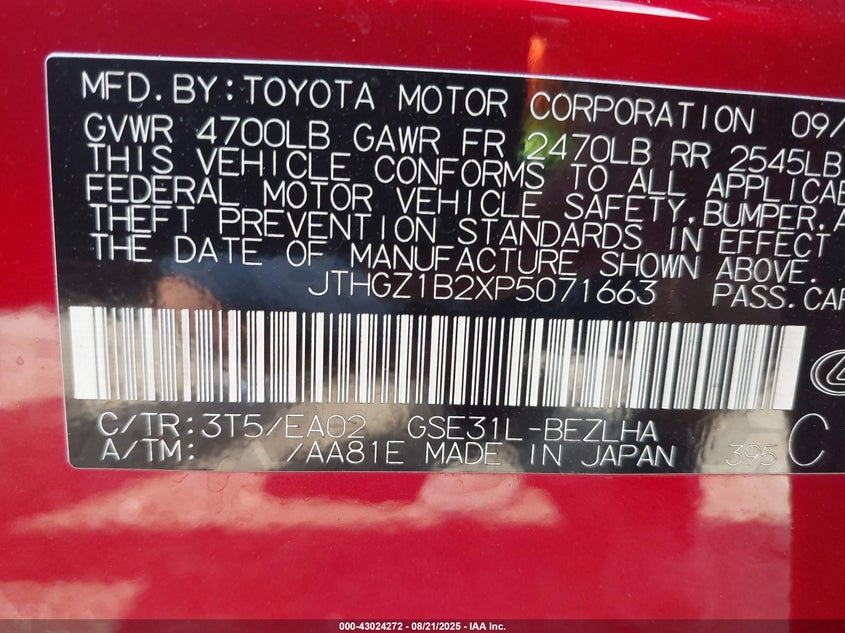 MFD. BY: TOYOTA MOTOR CORPORATION 09/
GVWR 4700LB GAWR FR 2470LB RR 2545LB
THIS VEHICLE CONFORMS TO ALL APPLICAB
FEDERAL MOTOR VEHICLE SAFETY, BUMPER, A
THEFT PREVENTION STANDARDS IN EFFECT
THE DATE OF MANUFACTURE SHOWN ABOVE.
JTHGZ1B2XP5071663 PASS.CAR
C/TR: 3T5/EA02 GSE31L-BEZLHA
A/TM: /AA81E MADE IN JAPAN 395 C
000-43024272 - 08/21/2025 - IAA Inc.